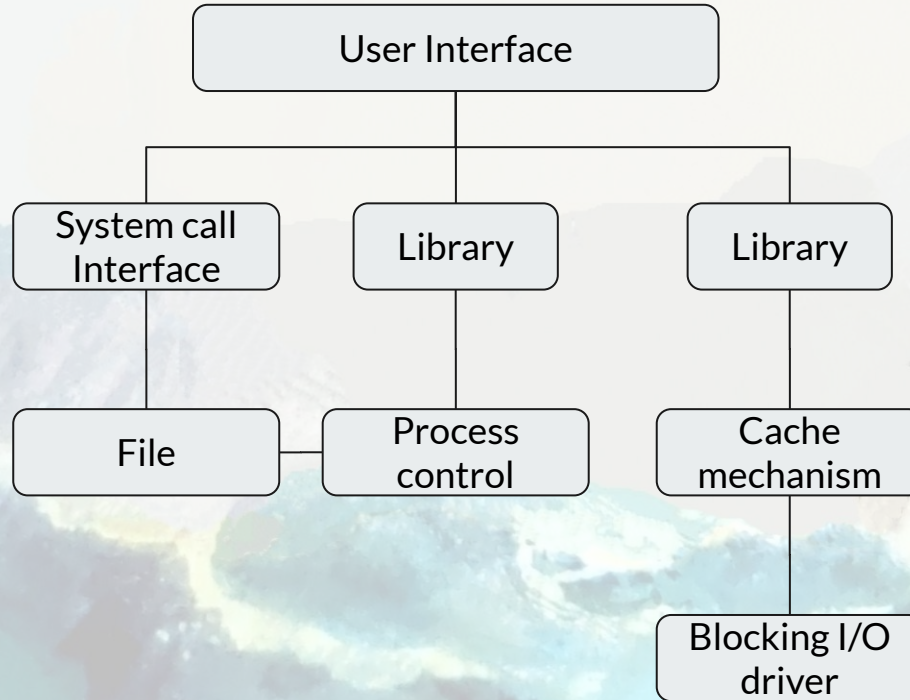 User Interface
System call
Interface
Library
Library
File
Process
control
Cache
mechanism
Blocking I/O
driver